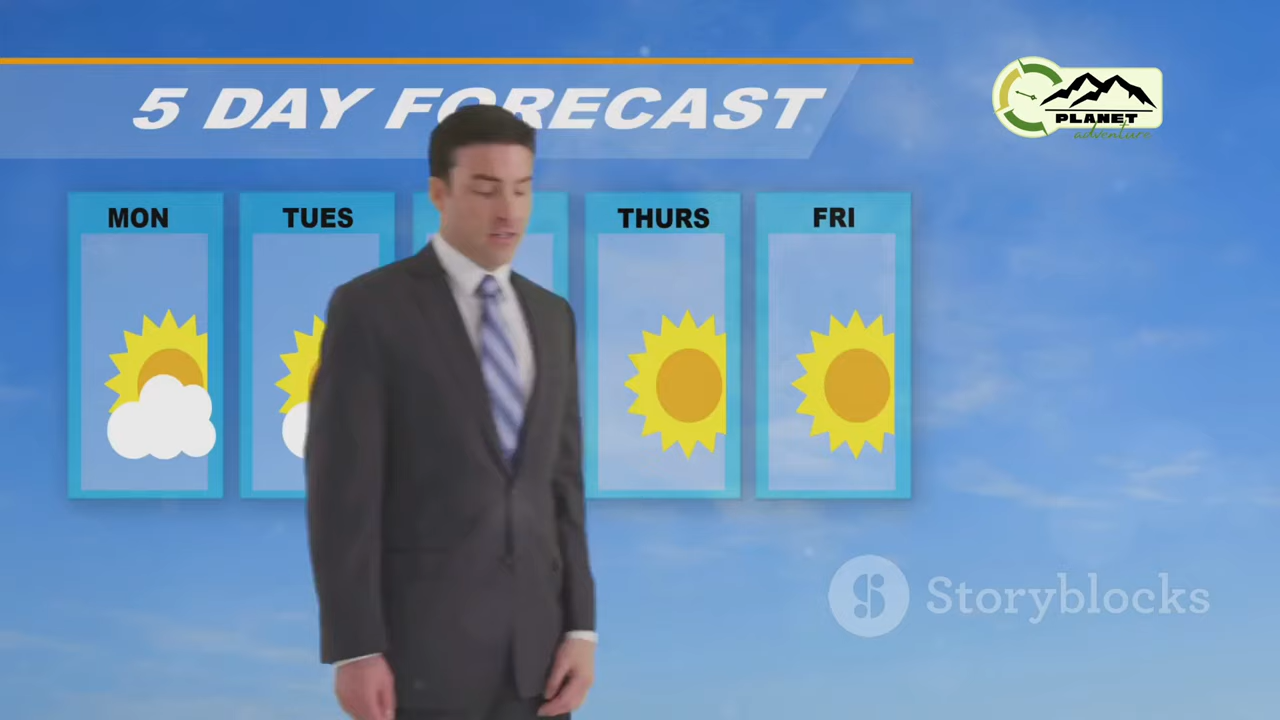 5 DAY FORECAST
PLANET
adventure
MON
TUES
THURS
FRI
Storyblocks